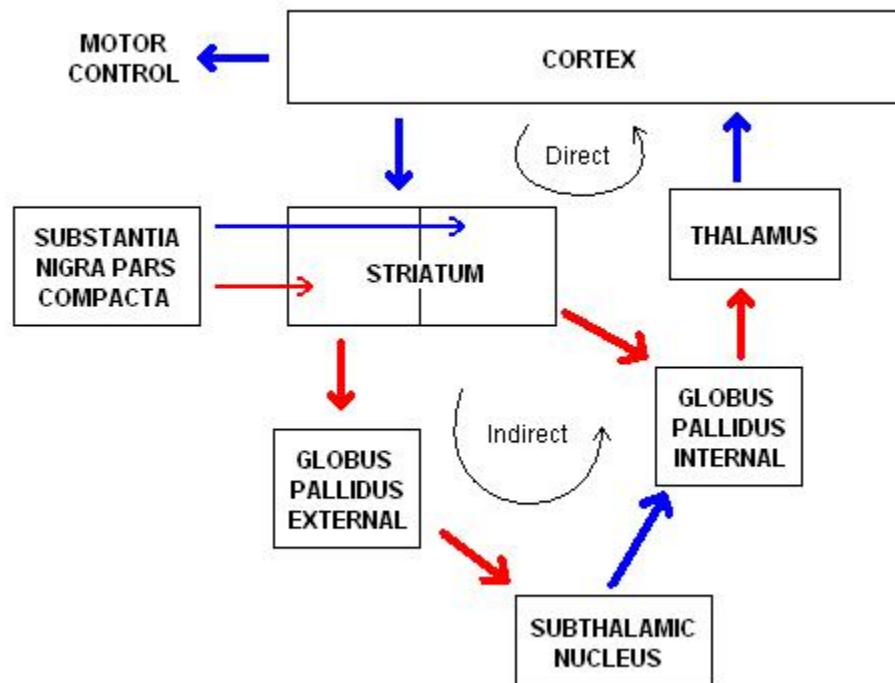 MOTOR
CONTROL
CORTEX
Direct
SUBSTANTIA
NIGRA PARS
COMPACTA
STRIATUM
THALAMUS
GLOBUS
PALLIDUS
INTERNAL
Indirect
GLOBUS
PALLIDUS
EXTERNAL
SUBTHALAMIC
NUCLEUS